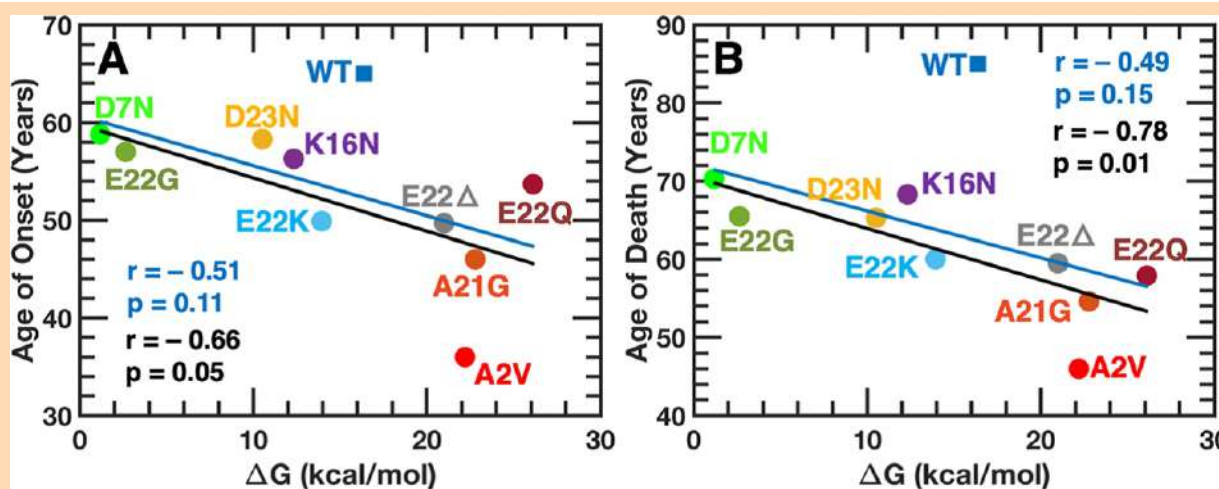 A
Age of Onset (Years)
70
60
50
40
30
WT
D7N
D23N
K16N
E22G
E22Δ
E22K
E22Q
A21G
r = – 0.51
p = 0.11
r = – 0.66
p = 0.05
A2V
0 10 20 30
ΔG (kcal/mol)
B
Age of Death (Years)
90
80
70
60
50
40
WT
r = – 0.49
p = 0.15
r = – 0.78
p = 0.01
D7N
D23N
K16N
E22G
E22Δ
E22K
E22Q
A21G
A2V
0 10 20 30
ΔG (kcal/mol)